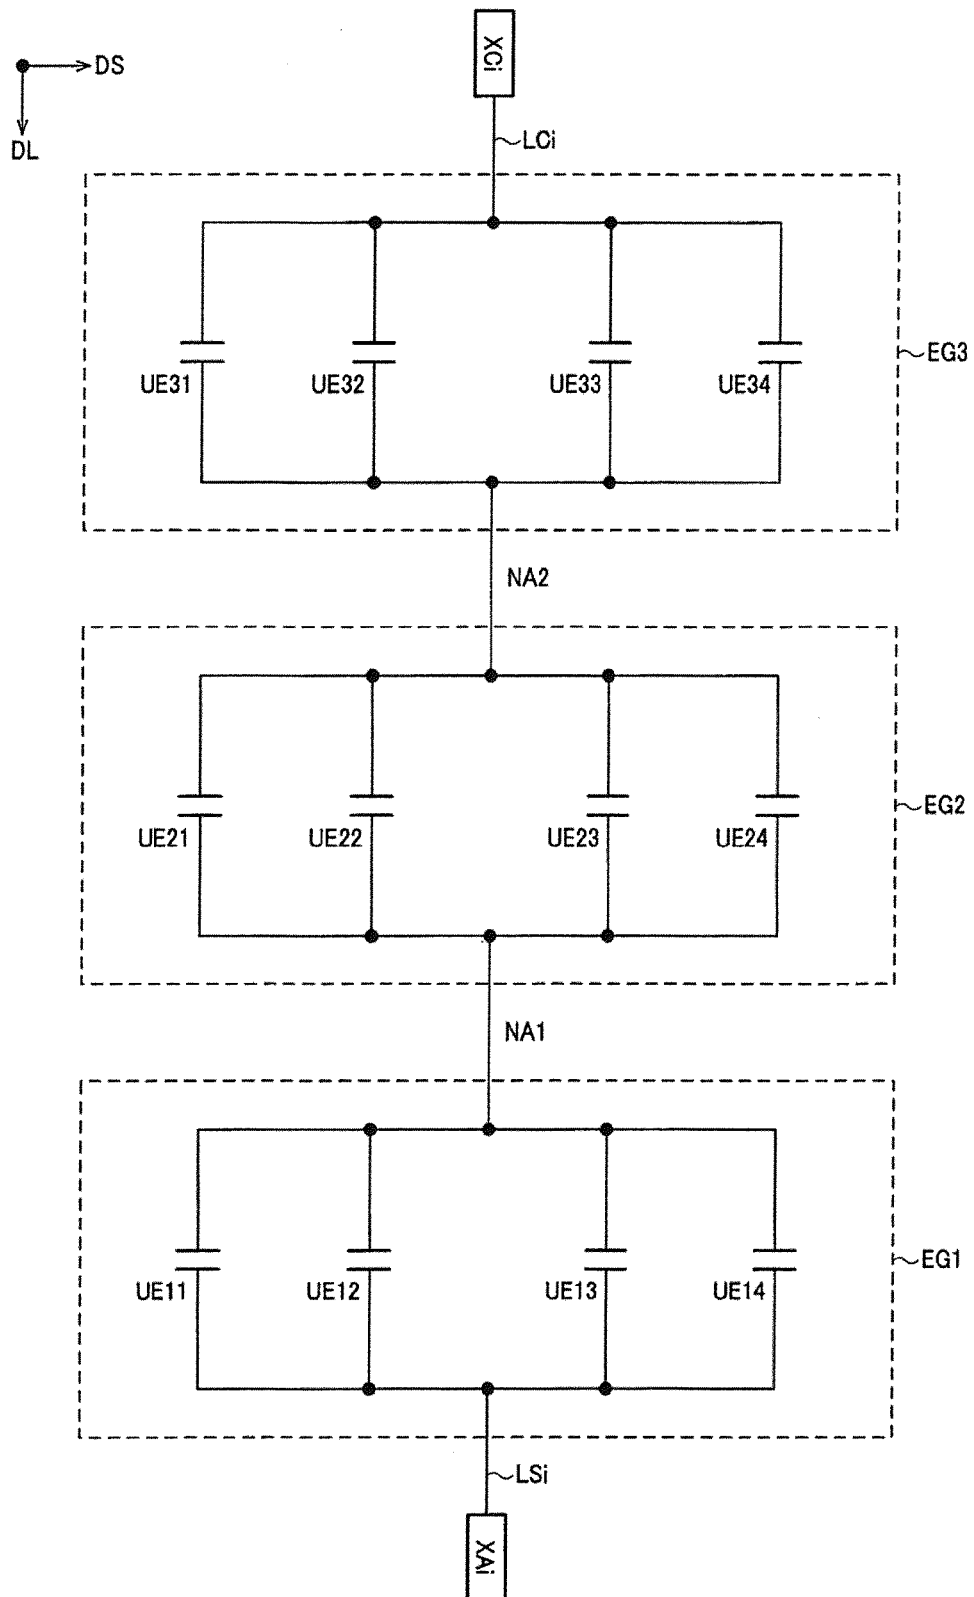 XCi
DS
DL
LCi
EG3
UE31 UE32 UE33 UE34
NA2
EG2
UE21 UE22 UE23 UE24
NA1
EG1
UE11 UE12 UE13 UE14
LSi
XAi